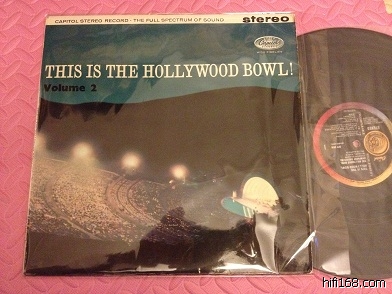 CAPITOL STEREO RECORD · THE FULL SPECTRUM OF SOUND
stereo
Capitol
THIS IS THE HOLLYWOOD BOWL!
Volume 2
hifi168.com